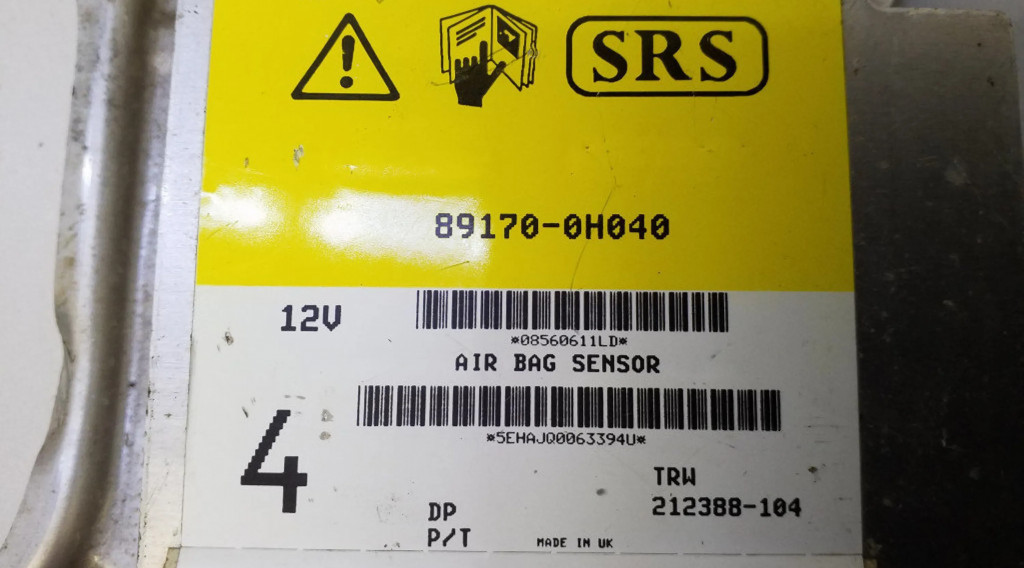 SRS
89170-0H040
12V
*08560611LD*
AIR BAG SENSOR
*5EHAJQ0063394U*
4
TRW
212388-104
DP
P/T
MADE IN UK